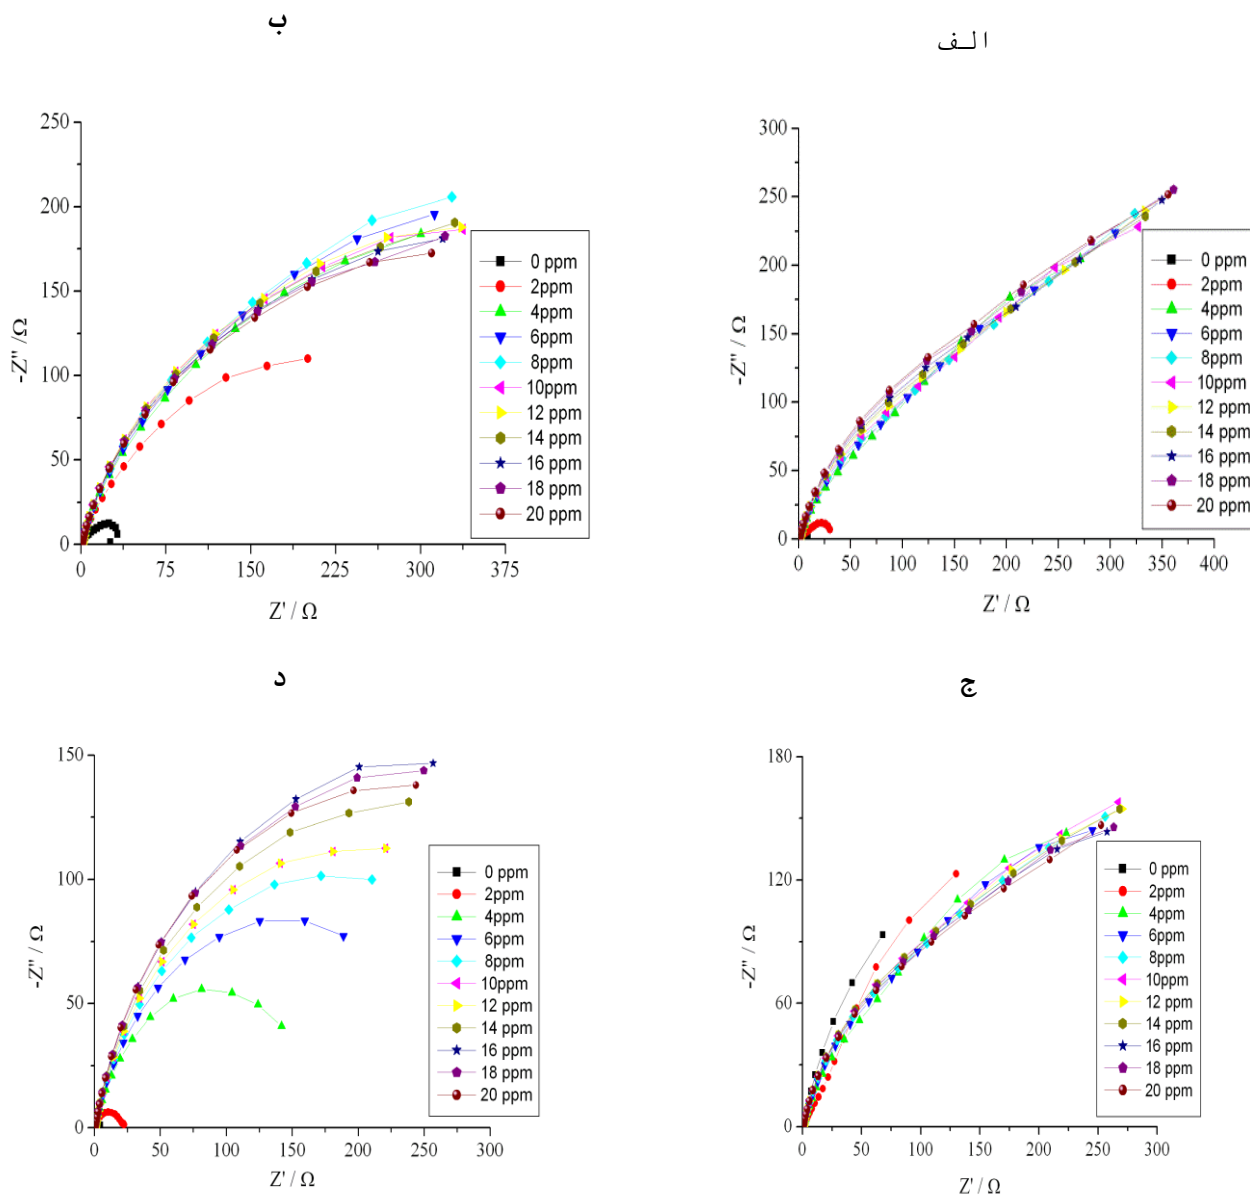 ب
الـف
-Z'' /Ω
250
200
150
100
50
0
0 75 150 225 300 375
Z' / Ω
0 ppm
2ppm
4ppm
6ppm
8ppm
10ppm
12 ppm
14 ppm
16 ppm
18 ppm
20 ppm
-Z'' / Ω
300
250
200
150
100
50
0
0 50 100 150 200 250 300 350 400
Z' / Ω
0 ppm
2ppm
4ppm
6ppm
8ppm
10ppm
12 ppm
14 ppm
16 ppm
18 ppm
20 ppm
د
ج
-Z'' / Ω
150
100
50
0
0 50 100 150 200 250 300
Z' / Ω
0 ppm
2ppm
4ppm
6ppm
8ppm
10ppm
12 ppm
14 ppm
16 ppm
18 ppm
20 ppm
-Z'' / Ω
180
120
60
0
0 50 100 150 200 250 300
Z' / Ω
0 ppm
2ppm
4ppm
6ppm
8ppm
10ppm
12 ppm
14 ppm
16 ppm
18 ppm
20 ppm